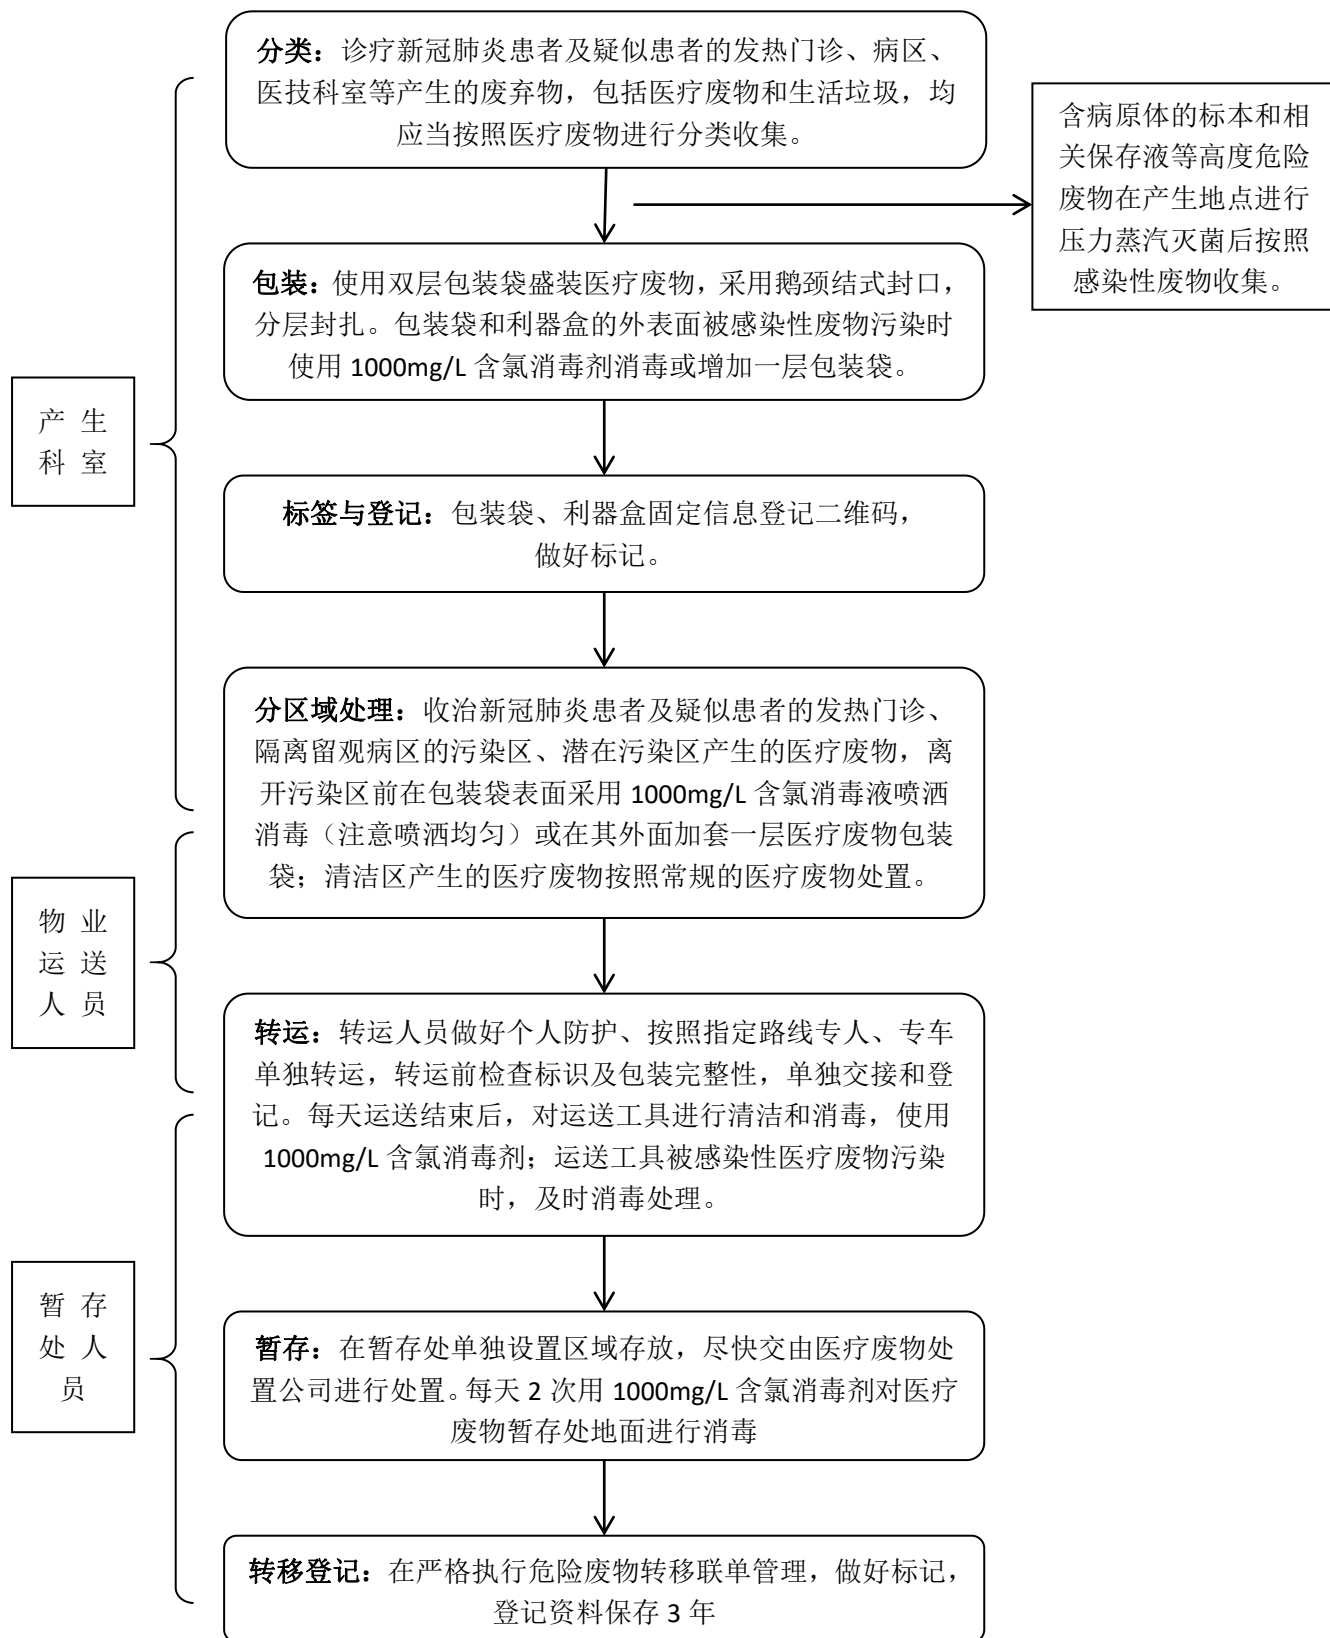 分类：诊疗新冠肺炎患者及疑似患者的发热门诊、病区、
医技科室等产生的废弃物，包括医疗废物和生活垃圾，均
应当按照医疗废物进行分类收集。
含病原体的标本和相
关保存液等高度危险
废物在产生地点进行
压力蒸汽灭菌后按照
感染性废物收集。
包装：使用双层包装袋盛装医疗废物，采用鹅颈结式封口，
分层封扎。包装袋和利器盒的外表面被感染性废物污染时
使用 1000mg/L 含氯消毒剂消毒或增加一层包装袋。
产 生
科 室
标签与登记：包装袋、利器盒固定信息登记二维码，
做好标记。
分区域处理：收治新冠肺炎患者及疑似患者的发热门诊、
隔离留观病区的污染区、潜在污染区产生的医疗废物，离
开污染区前在包装袋表面采用 1000mg/L 含氯消毒液喷洒
消毒（注意喷洒均匀）或在其外面加套一层医疗废物包装
袋；清洁区产生的医疗废物按照常规的医疗废物处置。
物 业
运 送
人 员
转运：转运人员做好个人防护、按照指定路线专人、专车
单独转运，转运前检查标识及包装完整性，单独交接和登
记。每天运送结束后，对运送工具进行清洁和消毒，使用
1000mg/L 含氯消毒剂；运送工具被感染性医疗废物污染
时，及时消毒处理。
暂 存
处 人
员
暂存：在暂存处单独设置区域存放，尽快交由医疗废物处
置公司进行处置。每天 2 次用 1000mg/L 含氯消毒剂对医疗
废物暂存处地面进行消毒
转移登记：在严格执行危险废物转移联单管理，做好标记，
登记资料保存 3 年